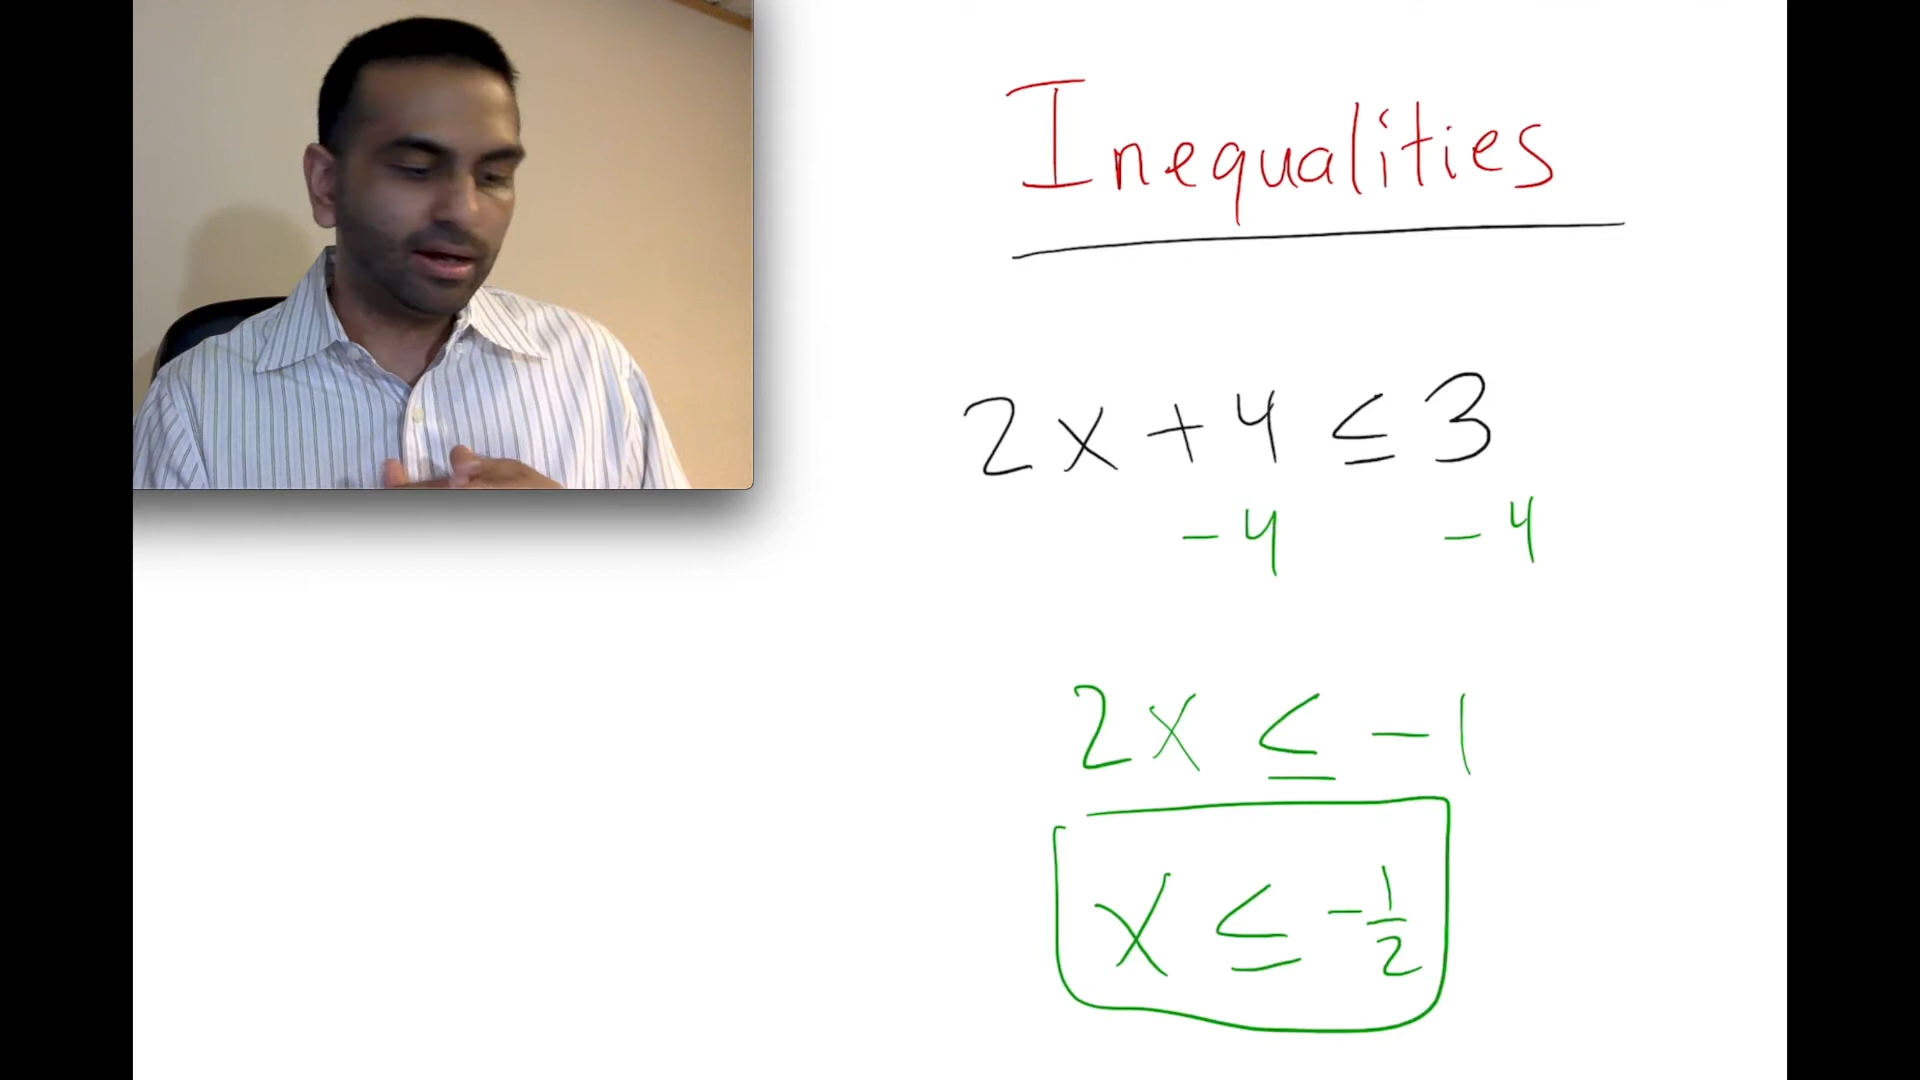 Inequalities
2x + 4 ≤ 3
- 4 - 4
2x ≤ -1
x ≤ -1/2